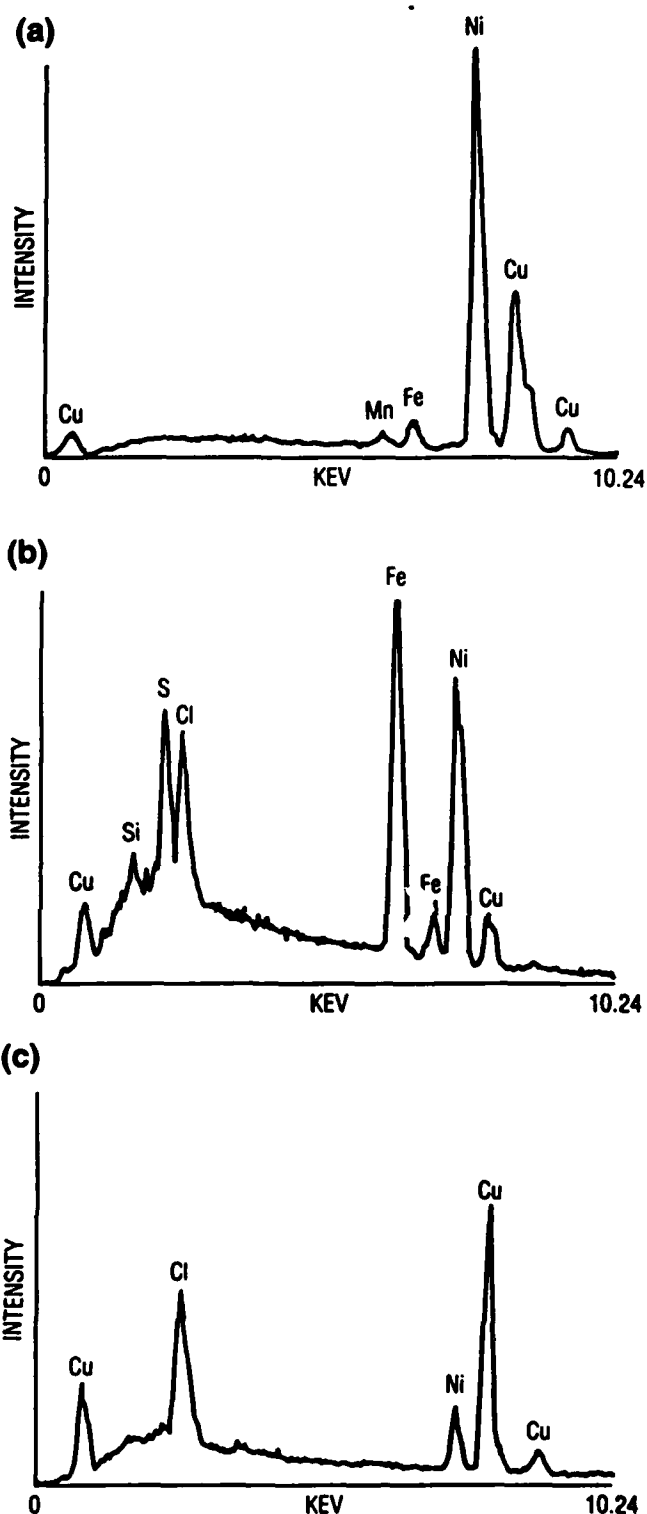 (a)
Ni
INTENSITY
Cu
Cu
Mn
Fe
Cu
0
KEV
10.24
(b)
Fe
Ni
S
Cl
INTENSITY
Si
Cu
Fe
Cu
0
KEV
10.24
(c)
Cu
INTENSITY
Cl
Cu
Ni
Cu
0
KEV
10.24